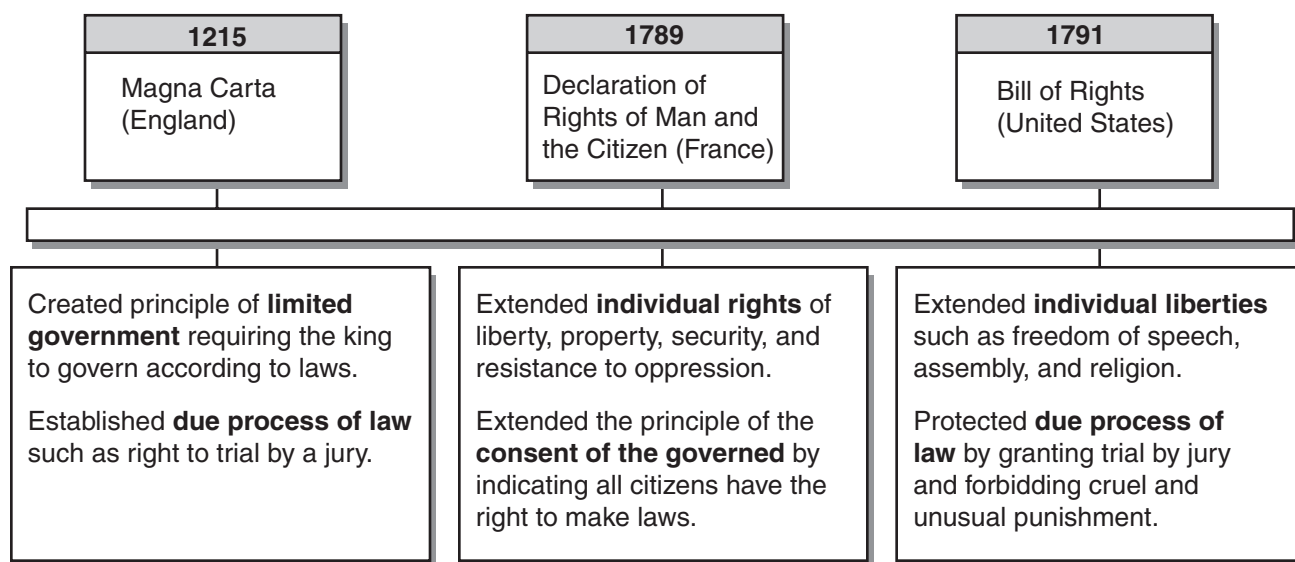 1215
Magna Carta
(England)
1789
Declaration of
Rights of Man and
the Citizen (France)
1791
Bill of Rights
(United States)
Created principle of limited
government requiring the king
to govern according to laws.
Established due process of law
such as right to trial by a jury.
Extended individual rights of
liberty, property, security, and
resistance to oppression.
Extended the principle of the
consent of the governed by
indicating all citizens have the
right to make laws.
Extended individual liberties
such as freedom of speech,
assembly, and religion.
Protected due process of
law by granting trial by jury
and forbidding cruel and
unusual punishment.